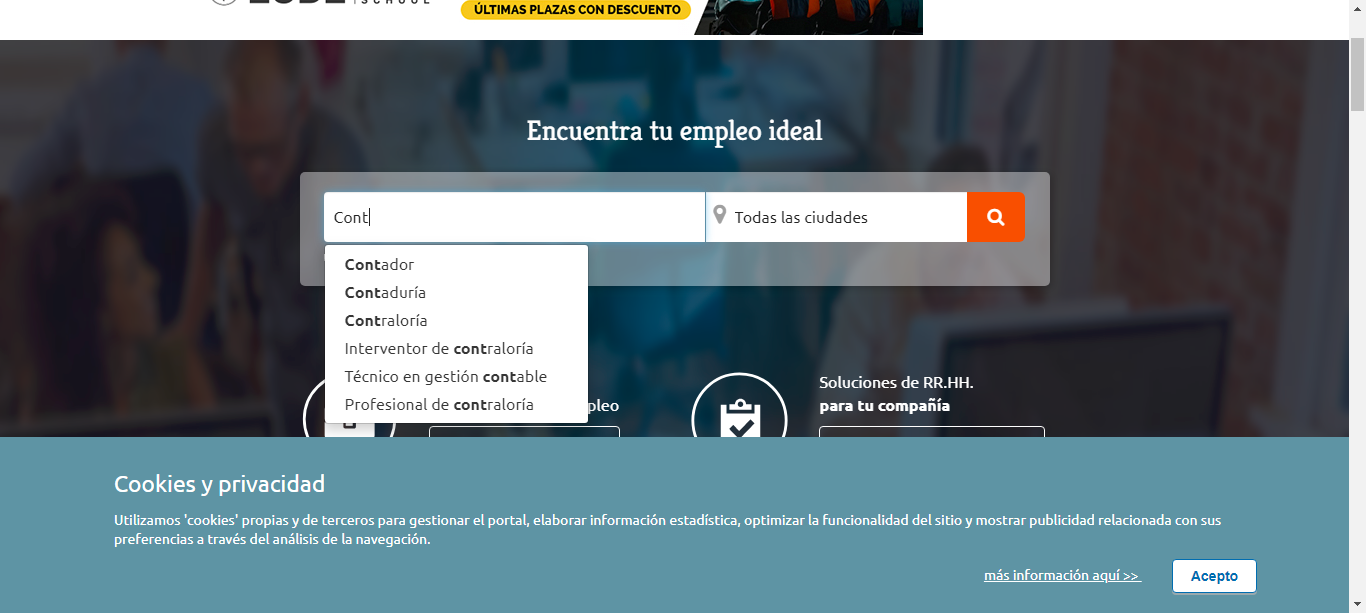 SCHOOL
ÚLTIMAS PLAZAS CON DESCUENTO
Encuentra tu empleo ideal
Cont
Todas las ciudades
Contador
Contaduría
Contraloría
Interventor de contraloría
Técnico en gestión contable
Profesional de contraloría
pleo
Soluciones de RR.HH.
para tu compañía
Cookies y privacidad
Utilizamos 'cookies' propias y de terceros para gestionar el portal, elaborar información estadística, optimizar la funcionalidad del sitio y mostrar publicidad relacionada con sus
preferencias a través del análisis de la navegación.
más información aquí >>
Acepto